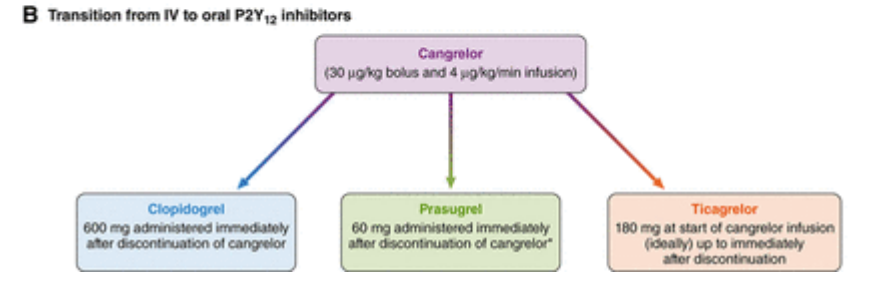 B Transition from IV to oral P2Y₁₂ inhibitors
Cangrelor
(30 μg/kg bolus and 4 μg/kg/min infusion)
Clopidogrel
600 mg administered immediately
after discontinuation of cangrelor
Prasugrel
60 mg administered immediately
after discontinuation of cangrelor*
Ticagrelor
180 mg at start of cangrelor infusion
(ideally) up to immediately
after discontinuation